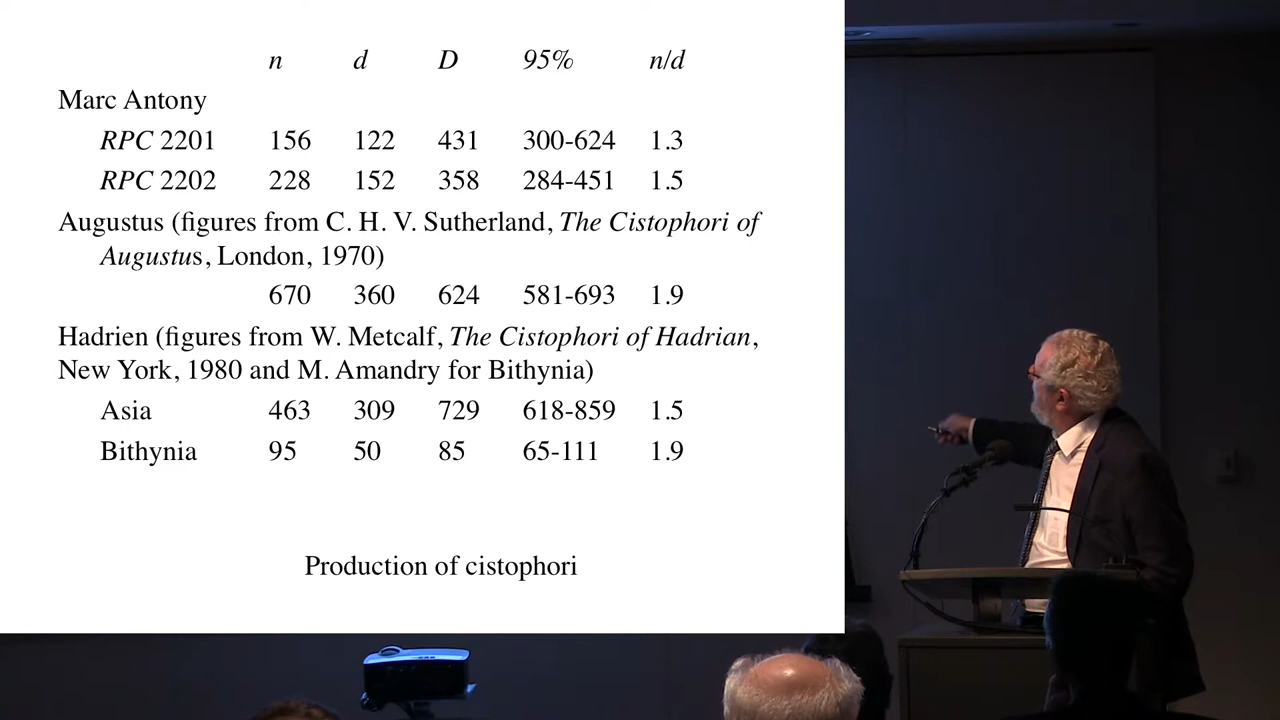 n d D 95% n/d
Marc Antony
RPC 2201 156 122 431 300-624 1.3
RPC 2202 228 152 358 284-451 1.5
Augustus (figures from C. H. V. Sutherland, The Cistophori of
Augustus, London, 1970)
670 360 624 581-693 1.9
Hadrien (figures from W. Metcalf, The Cistophori of Hadrian,
New York, 1980 and M. Amandry for Bithynia)
Asia 463 309 729 618-859 1.5
Bithynia 95 50 85 65-111 1.9
Production of cistophori